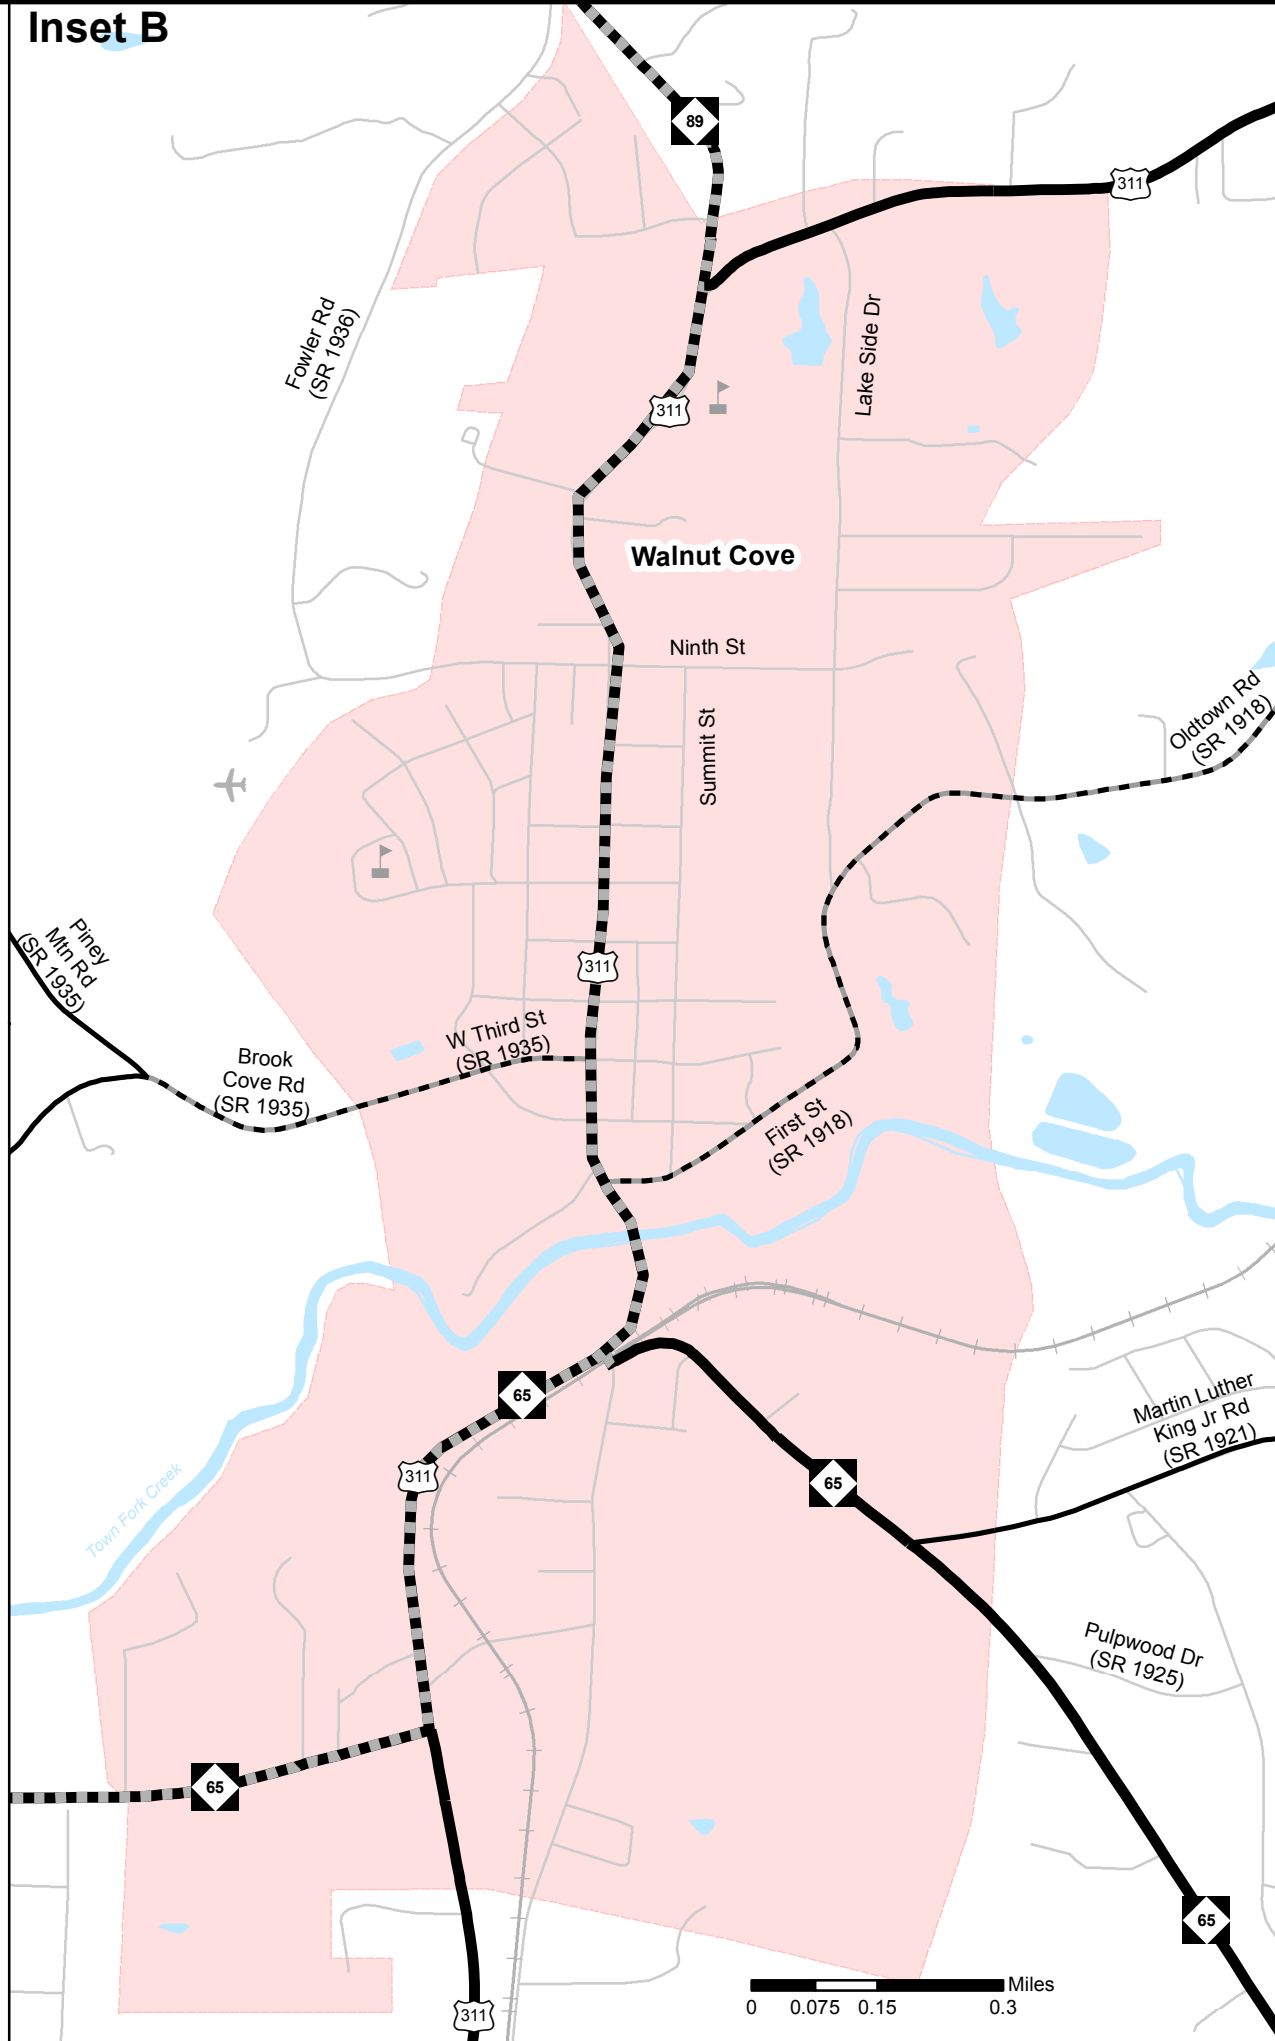 Inset B
89
311
Fowler Rd
(SR 1936)
Lake Side Dr
311
Walnut Cove
Ninth St
Summit St
Oldtown Rd
(SR 1918)
Piney
Mtn Rd
(SR 1935)
311
W Third St
(SR 1935)
Brook
Cove Rd
(SR 1935)
First St
(SR 1918)
65
Martin Luther
King Jr Rd
(SR 1921)
311
65
Town Fork Creek
Pulpwood Dr
(SR 1925)
65
65
311
Miles
0 0.075 0.15 0.3